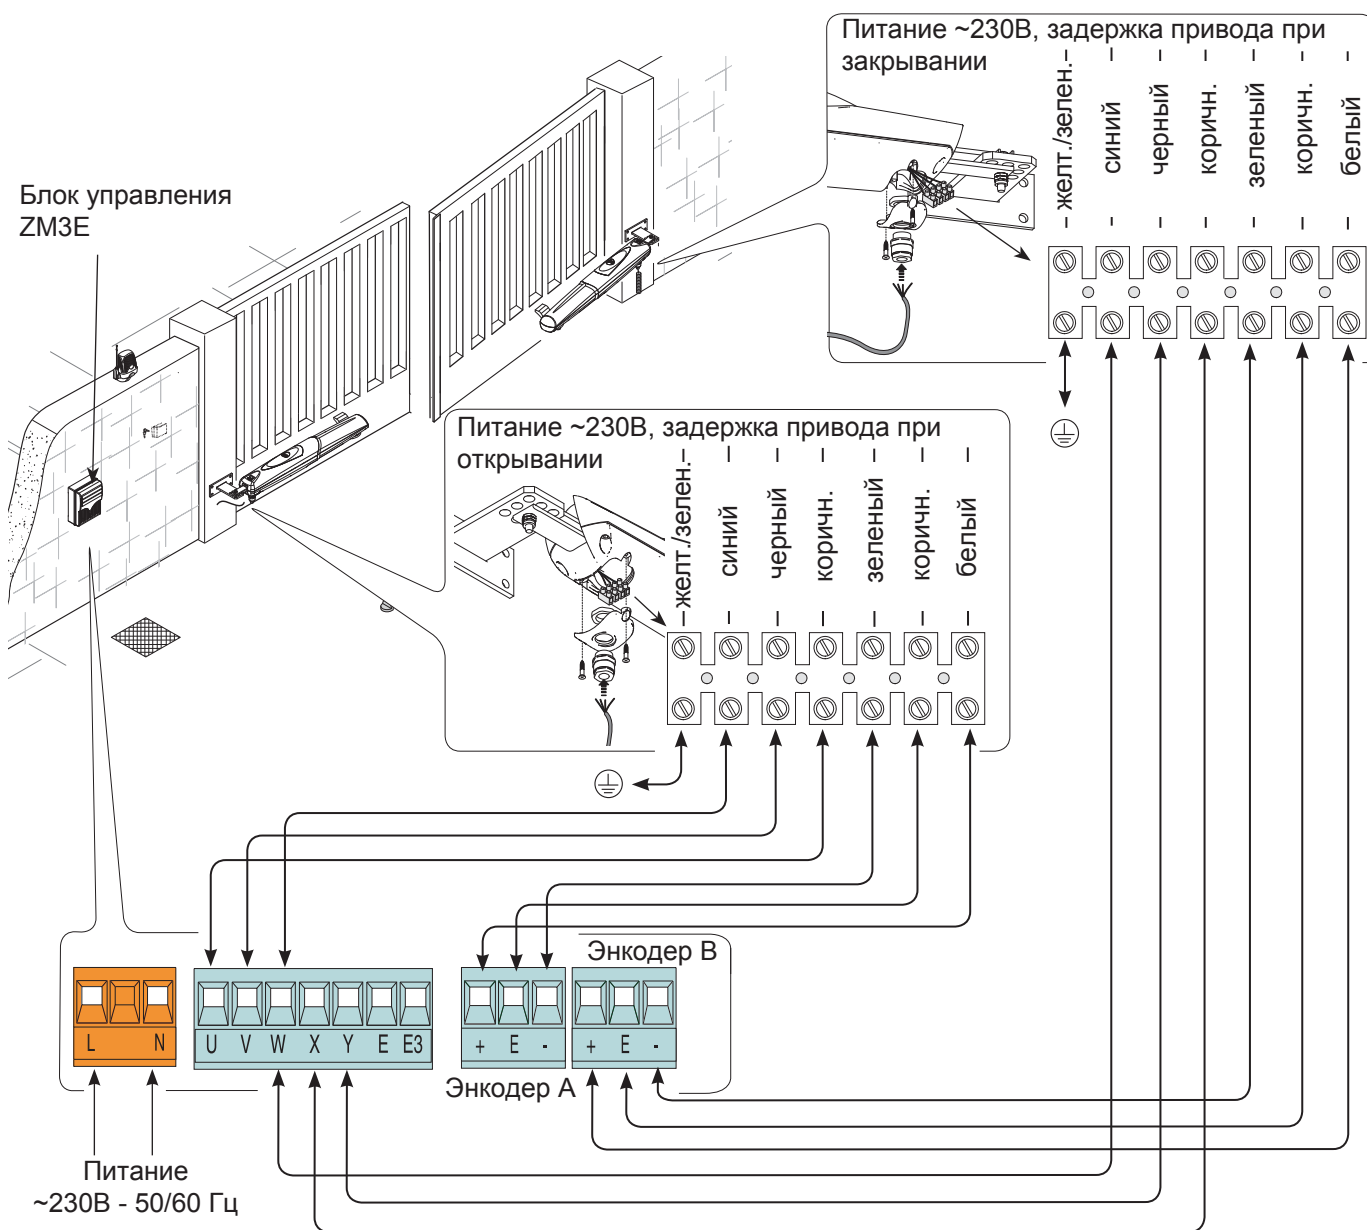 Питание ~230В, задержка привода при
закрывании
желт./зелен.
синий
черный
коричн.
зеленый
коричн.
белый
Блок управления
ZM3E
Питание ~230В, задержка привода при
открывании
желт./зелен.
синий
черный
коричн.
зеленый
коричн.
белый
Энкодер В
L N
U V W X Y E E3
+ E -
+ E -
Энкодер А
Питание
~230В - 50/60 Гц